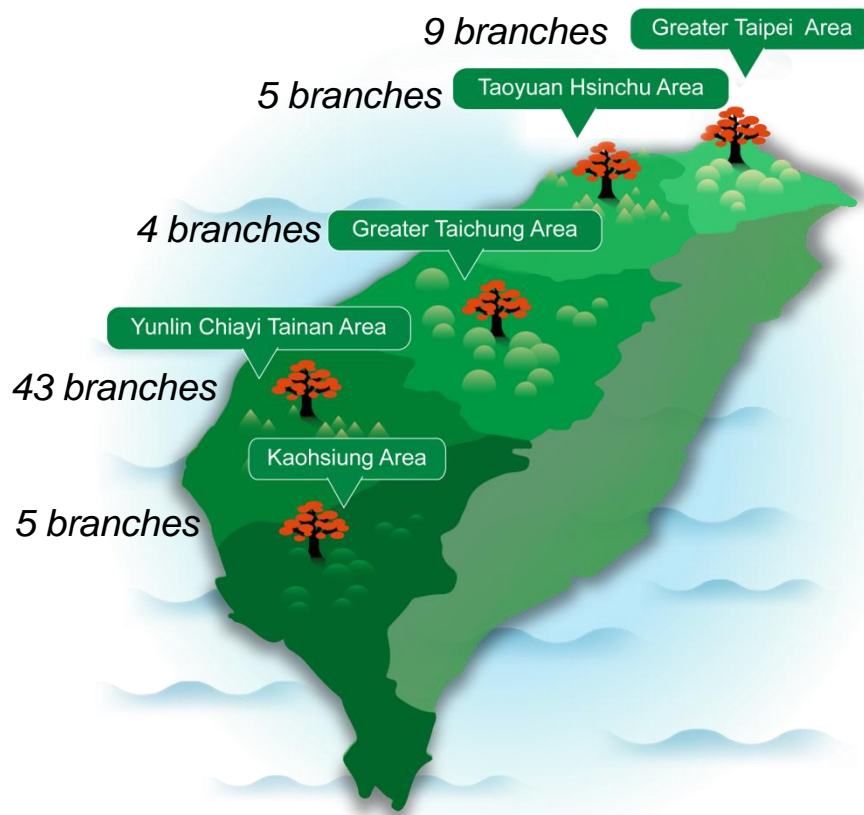 9 branches
Greater Taipei Area
5 branches
Taoyuan Hsinchu Area
4 branches
Greater Taichung Area
Yunlin Chiayi Tainan Area
43 branches
Kaohsiung Area
5 branches